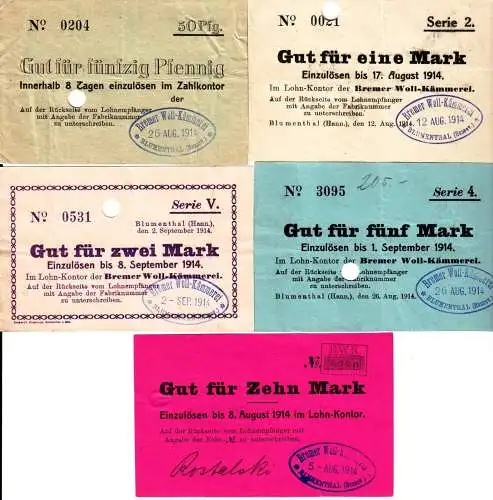 No 0204
50 Pfg.
Gut für fünfzig Pfennig
Innerhalb 8 Tagen einzulösen im Zahlkontor
der
Auf der Rückseite vom Lohnempfänger
mit Angabe der Fabriknummer
zu unterschreiben.
Bremer Woll-Kämmerei
26 AUG. 1914
BLUMENTHAL (Hannov.)
No 0021
Serie 2.
Gut für eine Mark
Einzulösen bis 17. August 1914.
Im Lohn-Kontor der Bremer Woll-Kämmerei.
Auf der Rückseite vom Lohnempfänger
mit Angabe der Fabriknummer
zu unterschreiben.
Blumenthal (Hann.), den 12. Aug. 1914.
Bremer Woll-Kämmerei
12 AUG. 1914
BLUMENTHAL (Hannov.)
Serie V.
No 0531
Blumenthal (Hann.),
den 2. September 1914.
Gut für zwei Mark
Einzulösen bis 8. September 1914.
Im Lohn-Kontor der Bremer Woll-Kämmerei.
Auf der Rückseite vom Lohnempfänger
mit Angabe der Fabriknummer
zu unterschreiben.
Bremer Woll-Kämmerei
2 - SEP. 1914
No 3095
205.-
Serie 4.
Gut für fünf Mark
Einzulösen bis 1. September 1914.
Im Lohn-Kontor der Bremer Woll-Kämmerei.
Auf der Rückseite vom Lohnempfänger
mit Angabe der Fabriknummer
zu unterschreiben.
Blumenthal (Hann.), den 26. Aug. 1914.
Bremer Woll-Kämmerei
26 AUG. 1914
BLUMENTHAL (Hannov.)
No.
B.W.K.
Gut für Zehn Mark
Einzulösen bis 8. August 1914 im Lohn-Kontor.
Auf der Rückseite vom Lohnempfänger mit
Angabe der Fabr.-No zu unterschreiben.
Rostalski
Bremer Woll-
5 - AUG. 1914
BLUMENTHAL (Hannov.)